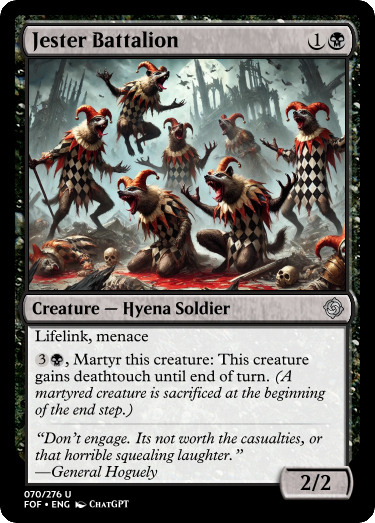 Jester Battalion 1
Creature — Hyena Soldier
Lifelink, menace
3, Martyr this creature: This creature
gains deathtouch until end of turn. (A
martyred creature is sacrificed at the beginning
of the end step.)
"Don't engage. Its not worth the casualties, or
that horrible squealing laughter."
—General Hoguely
2/2
070/276 U
FOF • ENG ChatGPT